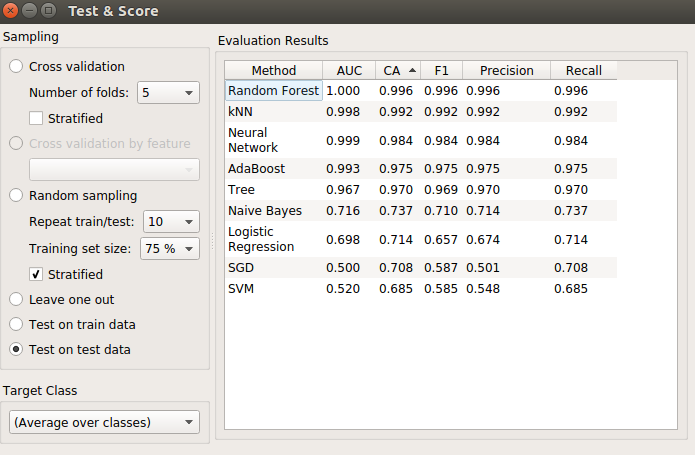 Test & Score
Sampling
Cross validation
Number of folds: 5
Stratified
Cross validation by feature
Random sampling
Repeat train/test: 10
Training set size: 75 %
Stratified
Leave one out
Test on train data
Test on test data
Target Class
(Average over classes)
Evaluation Results
Method AUC CA F1 Precision Recall
Random Forest 1.000 0.996 0.996 0.996 0.996
kNN 0.998 0.992 0.992 0.992 0.992
Neural
Network 0.999 0.984 0.984 0.984 0.984
AdaBoost 0.993 0.975 0.975 0.975 0.975
Tree 0.967 0.970 0.969 0.970 0.970
Naive Bayes 0.716 0.737 0.710 0.714 0.737
Logistic
Regression 0.698 0.714 0.657 0.674 0.714
SGD 0.500 0.708 0.587 0.501 0.708
SVM 0.520 0.685 0.585 0.548 0.685